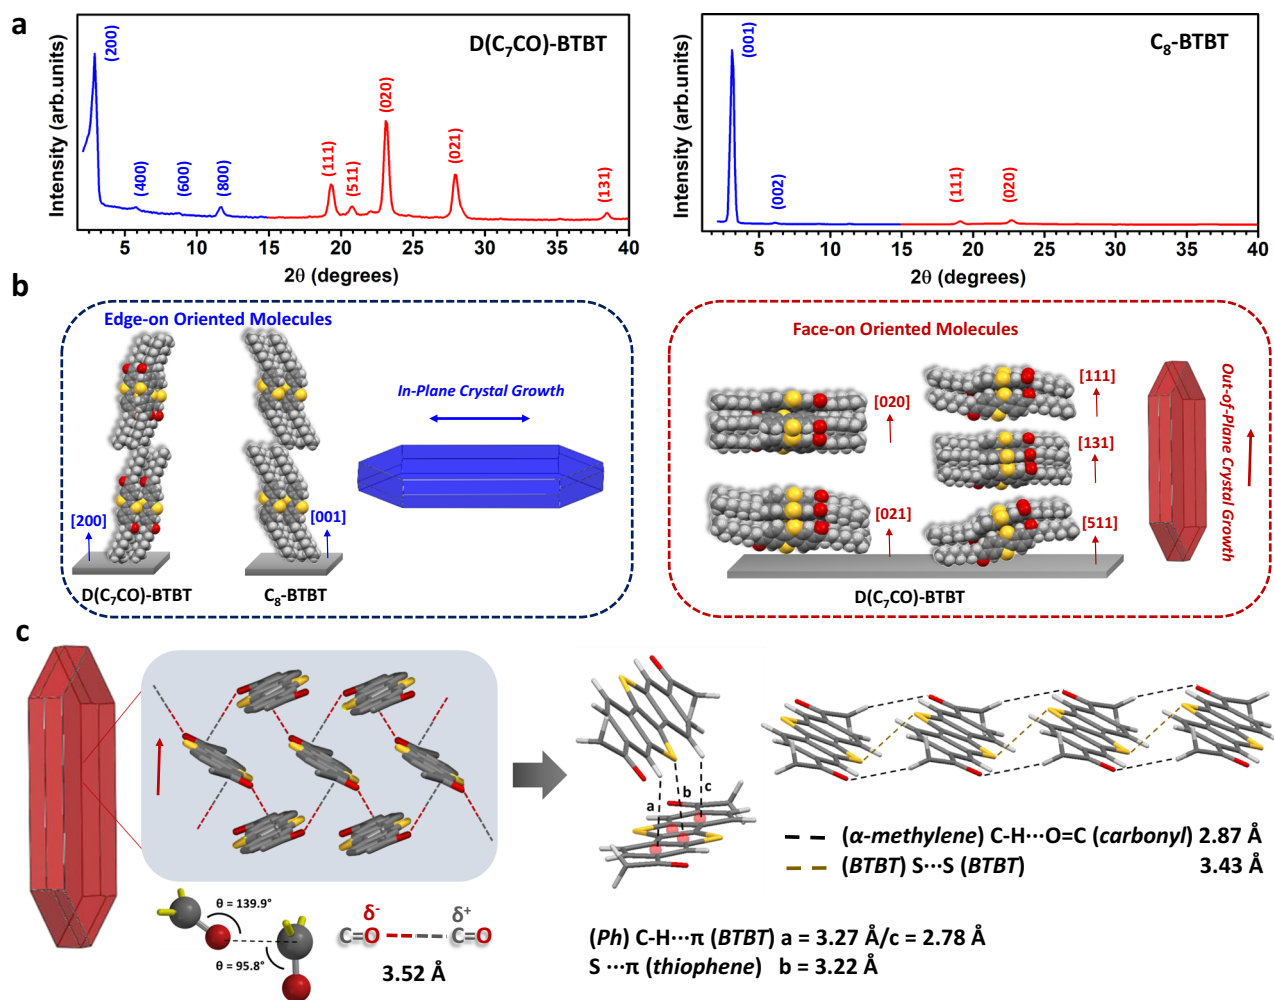 a
Intensity (arb.units)
(200)
(400)
(600)
(800)
(111)
(511)
(020)
(021)
(131)
D(C₇CO)-BTBT
5 10 15 20 25 30 35 40
2θ (degrees)
Intensity (arb.units)
(001)
(002)
(111)
(020)
C₈-BTBT
5 10 15 20 25 30 35 40
2θ (degrees)
b
Edge-on Oriented Molecules
In-Plane Crystal Growth
[200]
[001]
D(C₇CO)-BTBT
C₈-BTBT
Face-on Oriented Molecules
[020]
[111]
[131]
[021]
[511]
Out-of-Plane Crystal Growth
D(C₇CO)-BTBT
c
a
b
c
(α-methylene) C-H···O=C (carbonyl) 2.87 Å
(BTBT) S···S (BTBT) 3.43 Å
θ = 139.9°
θ = 95.8°
δ⁻ δ⁺
C=O C=O
3.52 Å
(Ph) C-H···π (BTBT) a = 3.27 Å/c = 2.78 Å
S ···π (thiophene) b = 3.22 Å